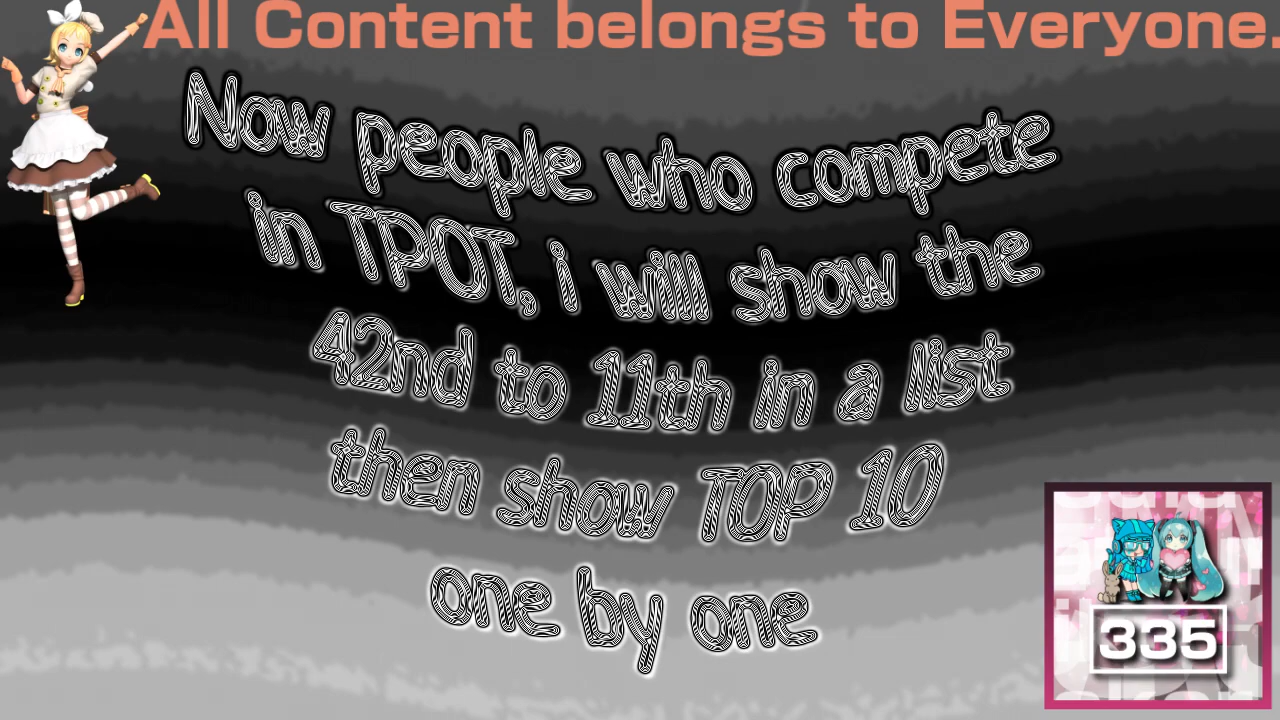 All Content belongs to Everyone.
Now people who compete
in TPOT, i will show the
42nd to 11th in a list
then show TOP 10
one by one
335